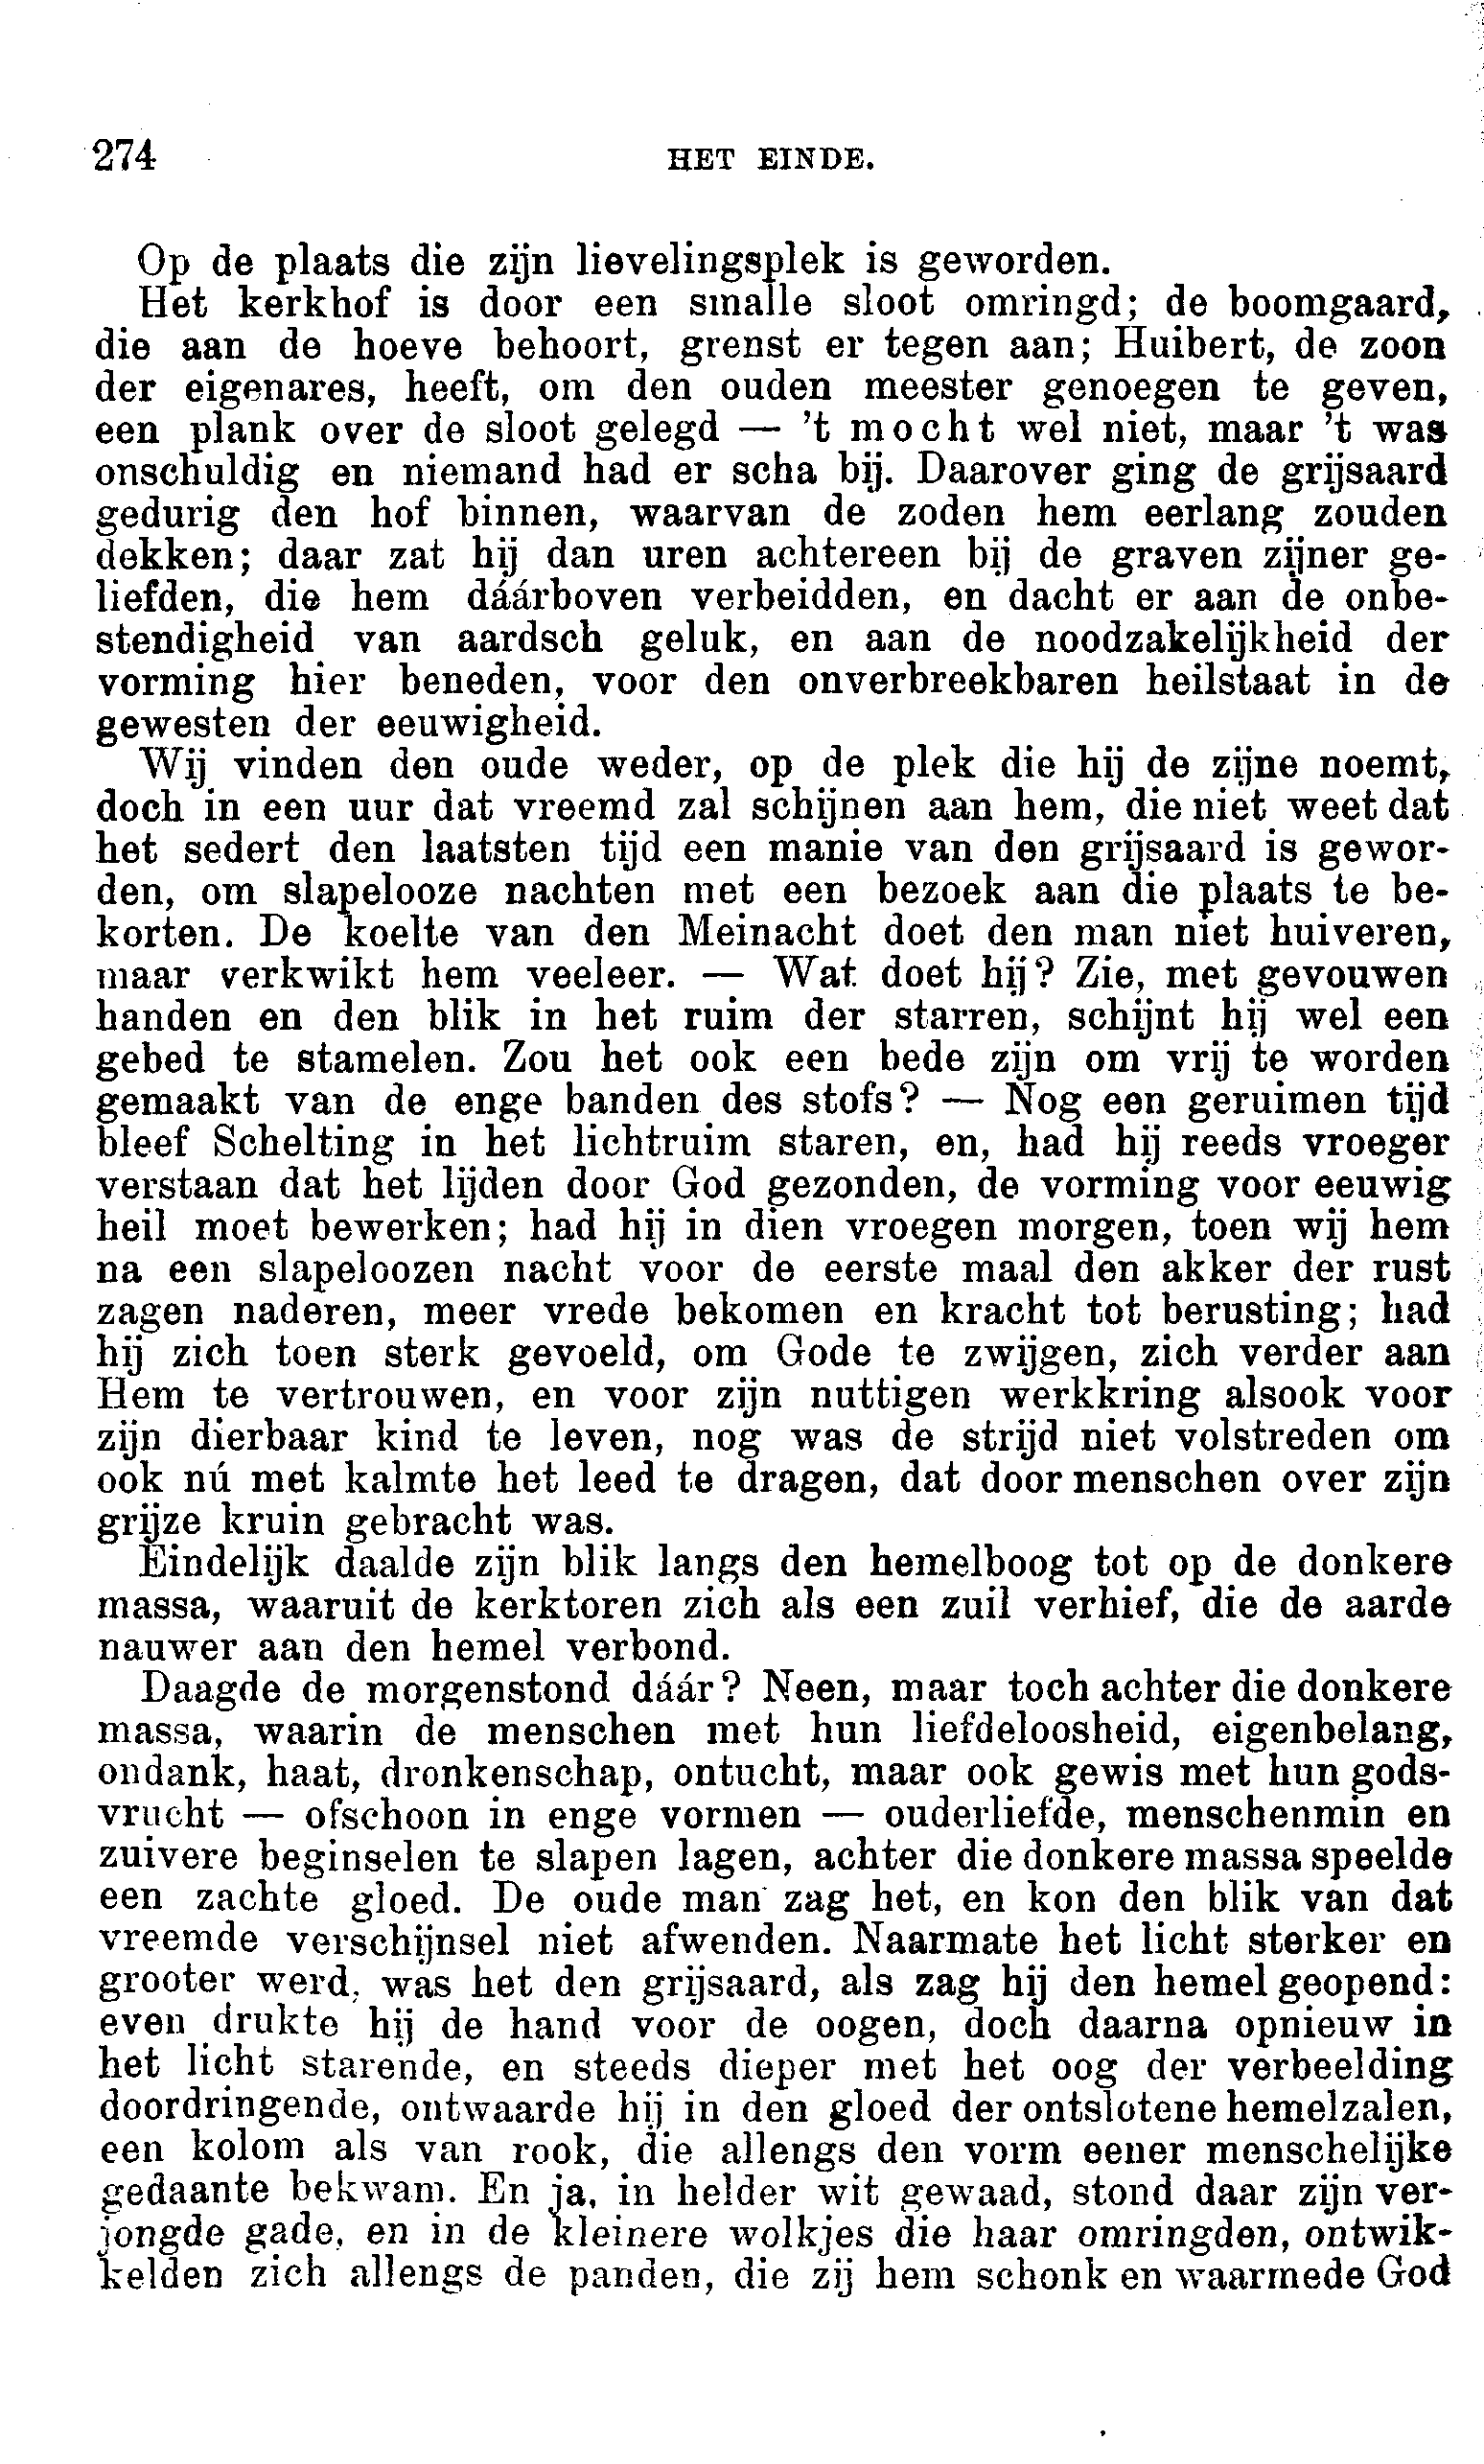 274 HET EINDE.
Op de plaats die zijn lievelingsplek is geworden.
Het kerkhof is door een smalle sloot omringd; de boomgaard,
die aan de hoeve behoort, grenst er tegen aan; Huibert, de zoon
der eigenares, heeft, om den ouden meester genoegen te geven,
een plank over de sloot gelegd — 't mocht wel niet, maar 't was
onschuldig en niemand had er scha bij. Daarover ging de grijsaard
gedurig den hof binnen, waarvan de zoden hem eerlang zouden
dekken; daar zat hij dan uren achtereen bij de graven zijner ge-
liefden, die hem dáárboven verbeidden, en dacht er aan de onbe-
stendigheid van aardsch geluk, en aan de noodzakelijkheid der
vorming hier beneden, voor den onverbreekbaren heilstaat in de
gewesten der eeuwigheid.
Wij vinden den oude weder, op de plek die hij de zijne noemt,
doch in een uur dat vreemd zal schijnen aan hem, die niet weet dat
het sedert den laatsten tijd een manie van den grijsaard is gewor-
den, om slapelooze nachten met een bezoek aan die plaats te be-
korten. De koelte van den Meinacht doet den man niet huiveren,
maar verkwikt hem veeleer. — Wat doet hij? Zie, met gevouwen
handen en den blik in het ruim der starren, schijnt hij wel een
gebed te stamelen. Zou het ook een bede zijn om vrij te worden
gemaakt van de enge banden des stofs? — Nog een geruimen tijd
bleef Schelting in het lichtruim staren, en, had hij reeds vroeger
verstaan dat het lijden door God gezonden, de vorming voor eeuwig
heil moet bewerken; had hij in dien vroegen morgen, toen wij hem
na een slapeloozen nacht voor de eerste maal den akker der rust
zagen naderen, meer vrede bekomen en kracht tot berusting; had
hij zich toen sterk gevoeld, om Gode te zwijgen, zich verder aan
Hem te vertrouwen, en voor zijn nuttigen werkkring alsook voor
zijn dierbaar kind te leven, nog was de strijd niet volstreden om
ook nú met kalmte het leed te dragen, dat door menschen over zijn
grijze kruin gebracht was.
Eindelijk daalde zijn blik langs den hemelboog tot op de donkere
massa, waaruit de kerktoren zich als een zuil verhief, die de aarde
nauwer aan den hemel verbond.
Daagde de morgenstond dáár? Neen, maar toch achter die donkere
massa, waarin de menschen met hun liefdeloosheid, eigenbelang,
ondank, haat, dronkenschap, ontucht, maar ook gewis met hun gods-
vrucht — ofschoon in enge vormen — ouderliefde, menschenmin en
zuivere beginselen te slapen lagen, achter die donkere massa speelde
een zachte gloed. De oude man zag het, en kon den blik van dat
vreemde verschijnsel niet afwenden. Naarmate het licht sterker en
grooter werd, was het den grijsaard, als zag hij den hemel geopend:
even drukte hij de hand voor de oogen, doch daarna opnieuw in
het licht starende, en steeds dieper met het oog der verbeelding
doordringende, ontwaarde hij in den gloed der ontslotene hemelzalen,
een kolom als van rook, die allengs den vorm eener menschelijke
gedaante bekwam. En ja, in helder wit gewaad, stond daar zijn ver-
jongde gade, en in de kleinere wolkjes die haar omringden, ontwik-
kelden zich allengs de panden, die zij hem schonk en waarmede God